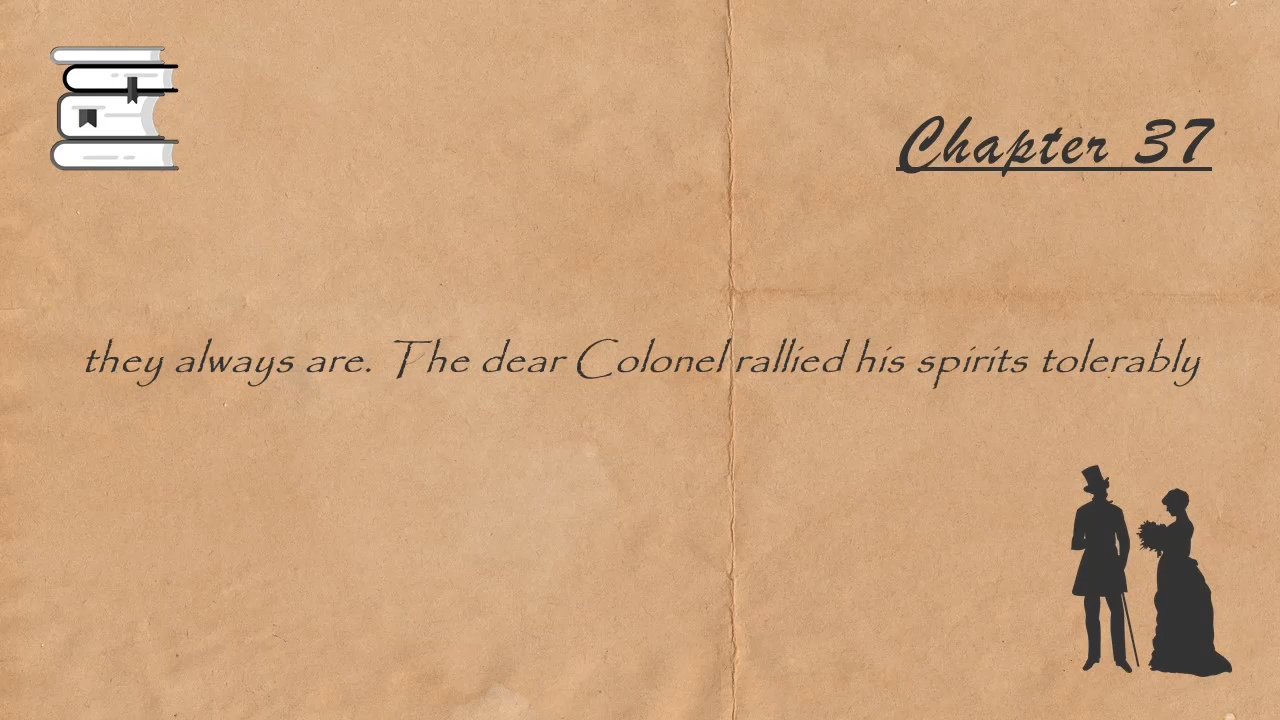 Chapter 37
they always are. The dear Colonel rallied his spirits tolerably